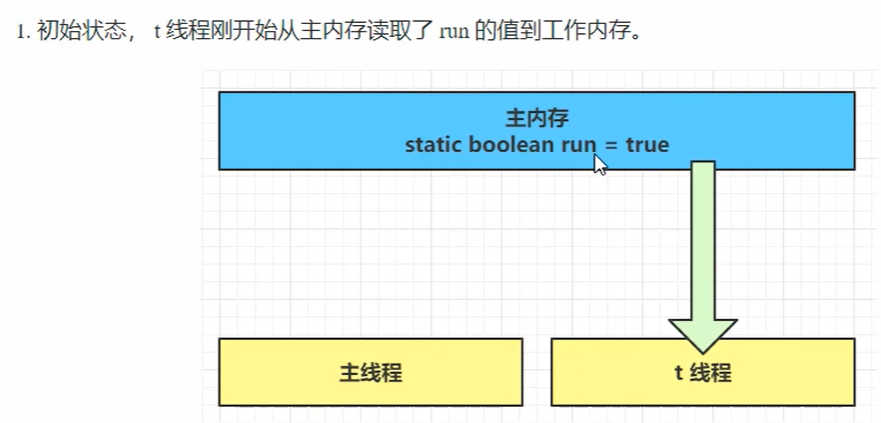 1. 初始状态， t 线程刚开始从主内存读取了 run 的值到工作内存。
主内存
static boolean run = true
主线程
t 线程